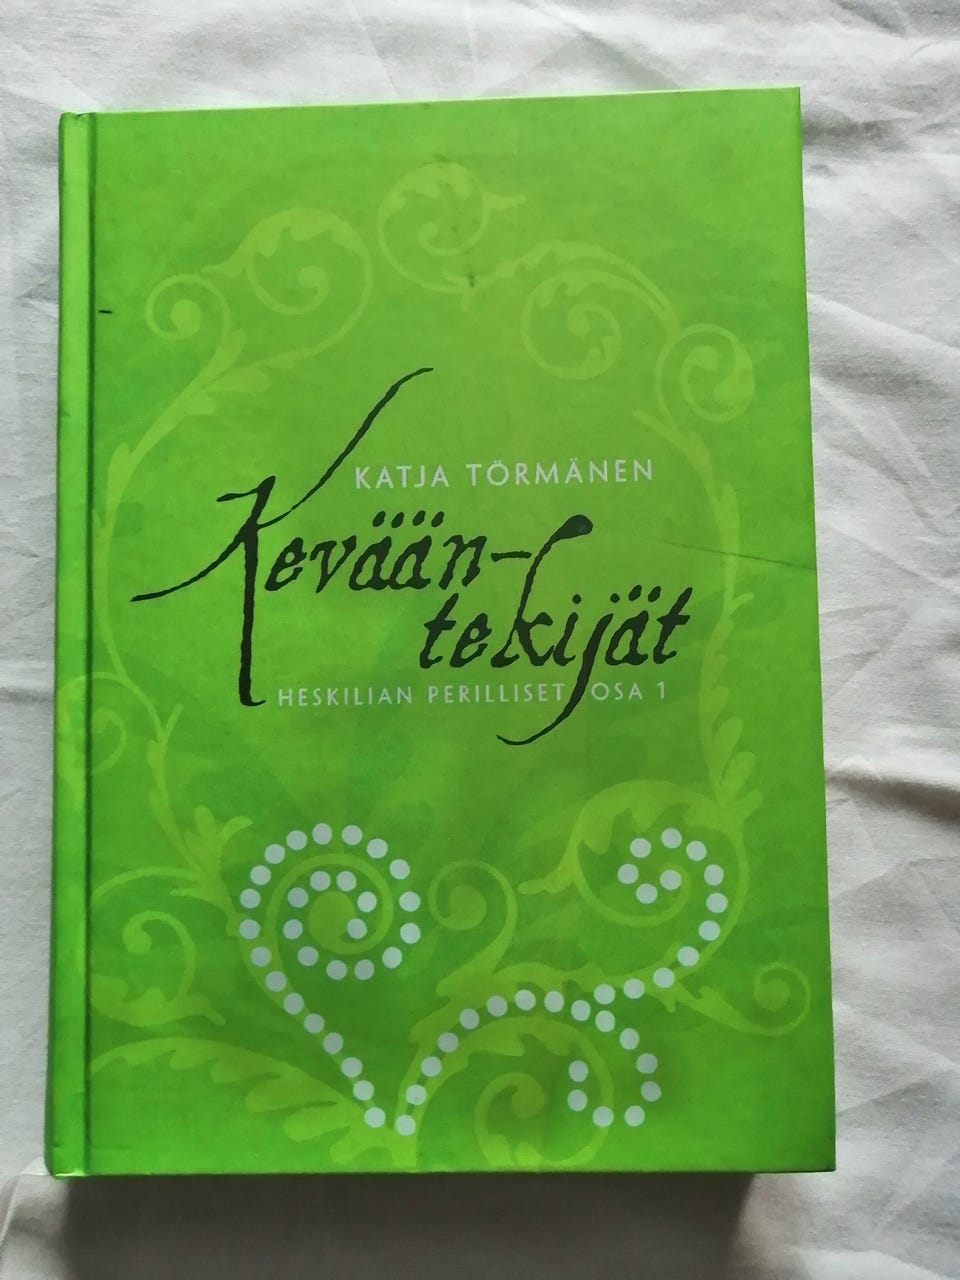 KATJA TÖRMÄNEN
Kevään-
tekijät
HESKILIAN PERILLISET OSA 1